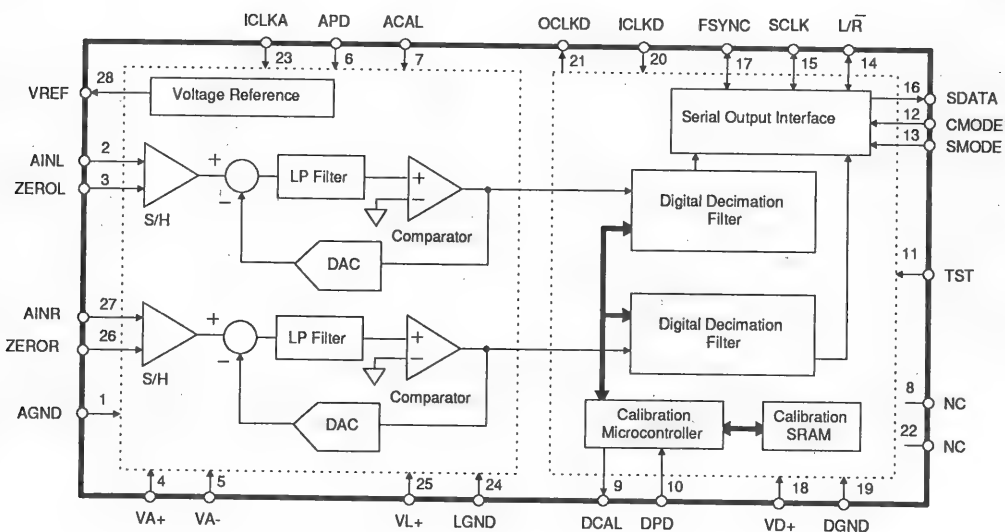 ICLKA APD ACAL OCLKD ICLKD FSYNC SCLK L/R̅
23 6 7 21 20 17 15 14
VREF 28 Voltage Reference
Serial Output Interface
16 SDATA
12 CMODE
13 SMODE
AINL 2
ZEROL 3
S/H
+
−
LP Filter
+
−
Comparator
DAC
Digital Decimation
Filter
11 TST
AINR 27
ZEROR 26
S/H
+
−
LP Filter
+
−
Comparator
DAC
Digital Decimation
Filter
AGND 1
Calibration
Microcontroller
Calibration
SRAM
8 NC
22 NC
4 5 25 24 9 10 18 19
VA+ VA- VL+ LGND DCAL DPD VD+ DGND